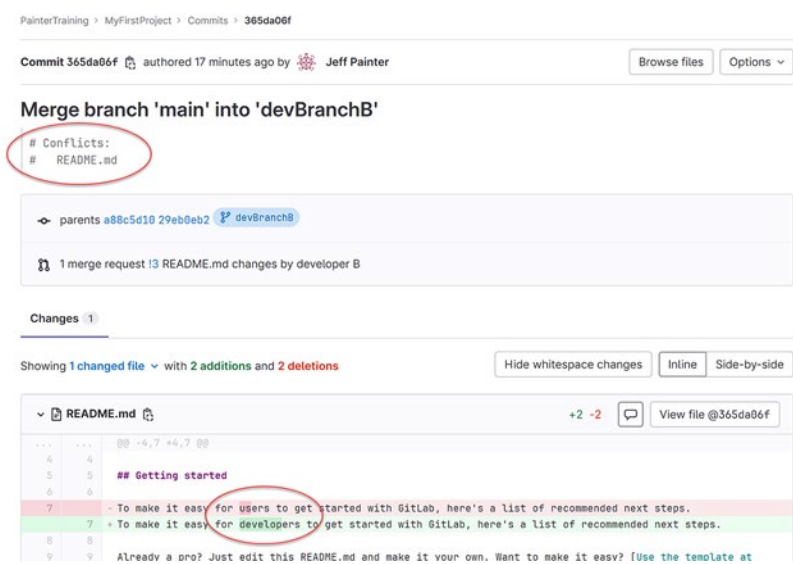 PainterTraining > MyFirstProject > Commits > 365da06f
Commit 365da06f authored 17 minutes ago by Jeff Painter
Browse files Options
Merge branch 'main' into 'devBranchB'
# Conflicts:
# README.md
parents a88c5d10 29eb0eb2 devBranchB
1 merge request !3 README.md changes by developer B
Changes 1
Showing 1 changed file with 2 additions and 2 deletions
Hide whitespace changes Inline Side-by-side
README.md +2 -2 View file @365da06f
... ... @@ -4,7 +4,7 @@
4 4
5 5 ## Getting started
6 6
7 - To make it easy for users to get started with GitLab, here's a list of recommended next steps.
7 + To make it easy for developers to get started with GitLab, here's a list of recommended next steps.
8 8
9 9 Already a pro? Just edit this README.md and make it your own. Want to make it easy? [Use the template at